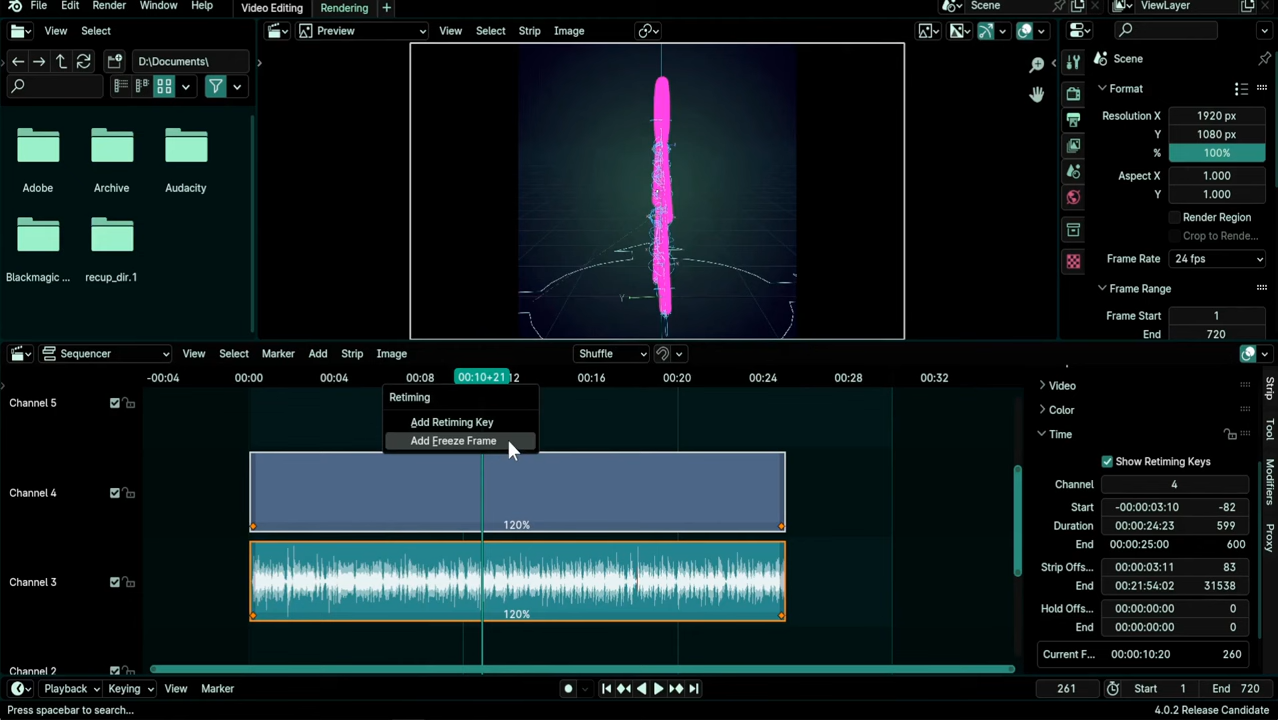 File Edit Render Window Help Video Editing Rendering + Scene ViewLayer
View Select Preview View Select Strip Image
D:\Documents\ Scene
Format
Resolution X 1920 px
Y 1080 px
% 100%
Adobe Archive Audacity
Aspect X 1.000
Y 1.000
Render Region
Crop to Rende...
Frame Rate 24 fps
Blackmagic ... recup_dir.1
Frame Range
Frame Start 1
End 720
Sequencer View Select Marker Add Strip Image Shuffle
-00:04 00:00 00:04 00:08 00:10+21 12 00:16 00:20 00:24 00:28 00:32
Video
Color
Time
Strip
Tool
Modifiers
Proxy
Channel 5
Retiming
Add Retiming Key
Add Freeze Frame
Show Retiming Keys
Channel 4
Start -00:00:03:10 -82
Duration 00:00:24:23 599
End 00:00:25:00 600
Strip Offs... 00:00:03:11 83
End 00:21:54:02 31538
Hold Offs... 00:00:00:00 0
End 00:00:00:00 0
Current F... 00:00:10:20 260
Channel 4
120%
Channel 3
120%
Channel 2
Playback Keying View Marker 261 Start 1 End 720
Press spacebar to search... 4.0.2 Release Candidate